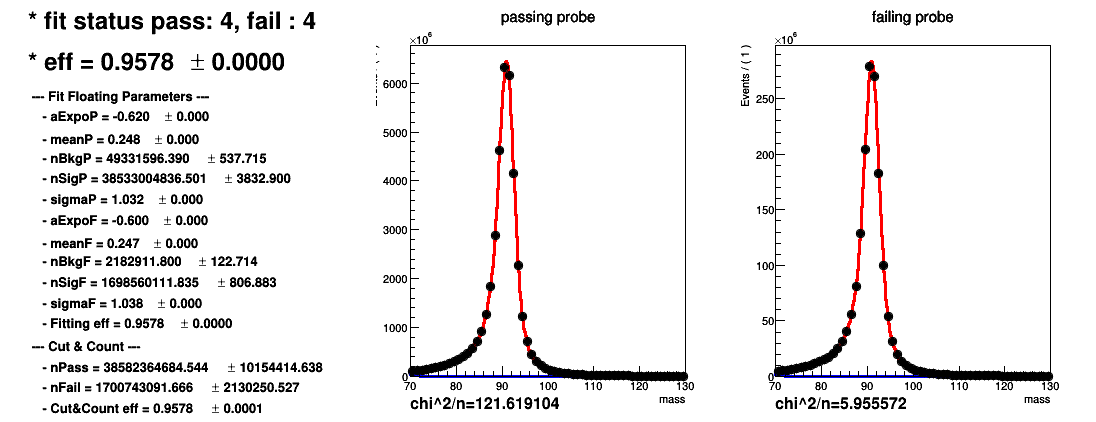 * fit status pass: 4, fail : 4
* eff = 0.9578 ± 0.0000
--- Fit Floating Parameters ---
- aExpoP = -0.620 ± 0.000
- meanP = 0.248 ± 0.000
- nBkgP = 49331596.390 ± 537.715
- nSigP = 38533004836.501 ± 3832.900
- sigmaP = 1.032 ± 0.000
- aExpoF = -0.600 ± 0.000
- meanF = 0.247 ± 0.000
- nBkgF = 2182911.800 ± 122.714
- nSigF = 1698560111.835 ± 806.883
- sigmaF = 1.038 ± 0.000
- Fitting eff = 0.9578 ± 0.0000
--- Cut & Count ---
- nPass = 38582364684.544 ± 10154414.638
- nFail = 1700743091.666 ± 2130250.527
- Cut&Count eff = 0.9578 ± 0.0001
passing probe
×10^6
6000
5000
4000
3000
2000
1000
0
70 80 90 100 110 120 130
mass
chi^2/n=121.619104
failing probe
×10^6
Events / ( 1 )
250
200
150
100
50
0
70 80 90 100 110 120 130
mass
chi^2/n=5.955572